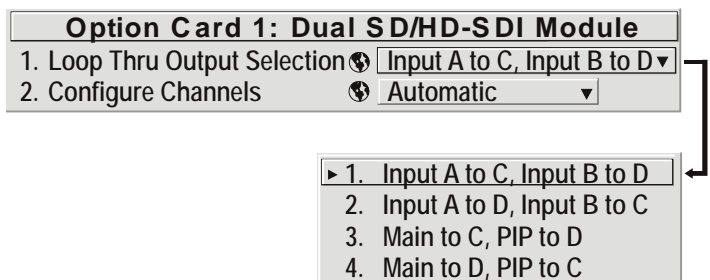 Option Card 1: Dual SD/HD-SDI Module
1. Loop Thru Output Selection Input A to C, Input B to D
2. Configure Channels Automatic
1. Input A to C, Input B to D
2. Input A to D, Input B to C
3. Main to C, PIP to D
4. Main to D, PIP to C